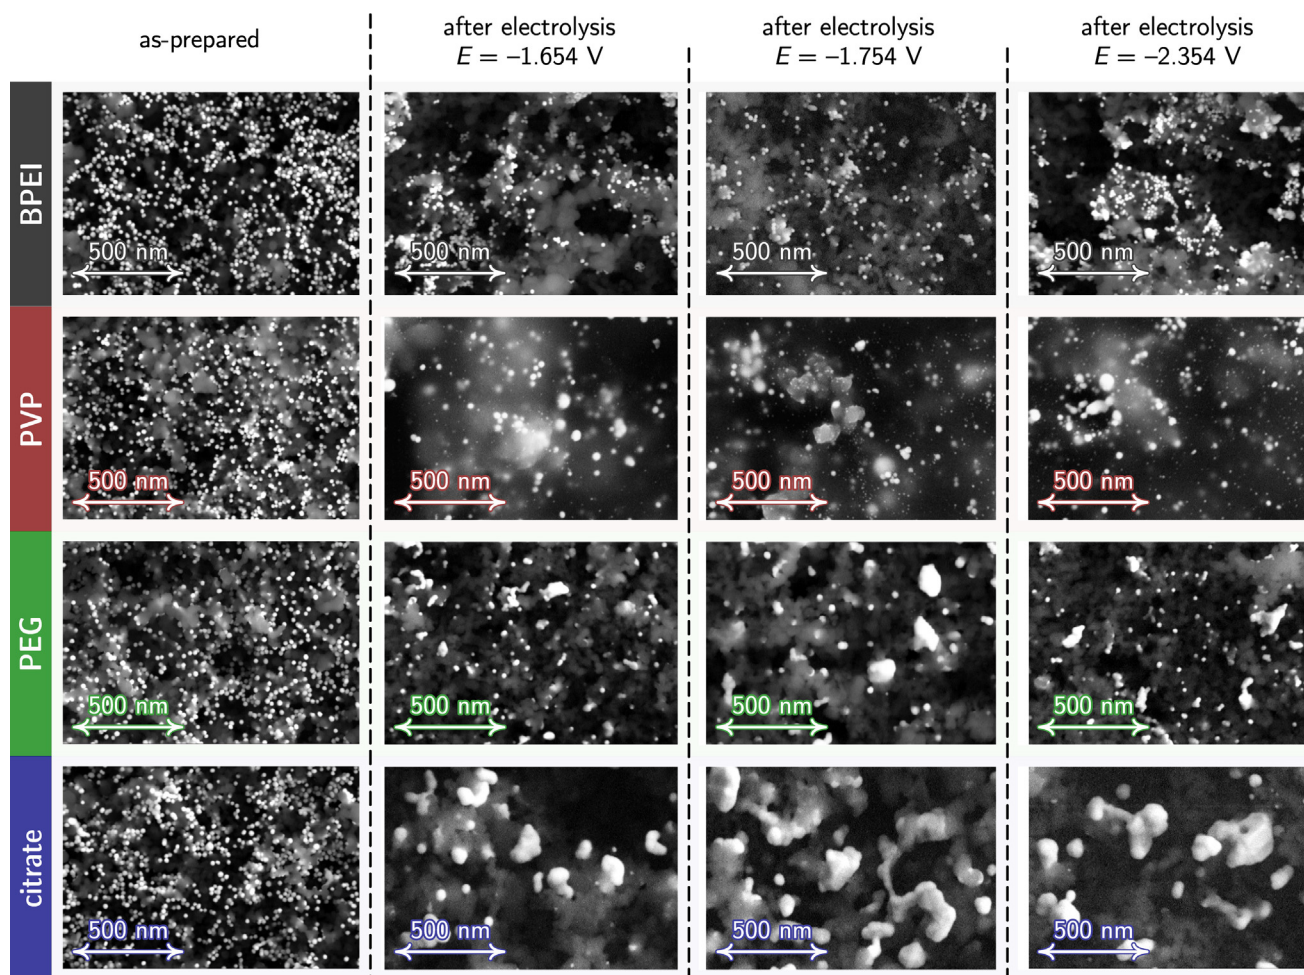 as-prepared
after electrolysis
E = –1.654 V
after electrolysis
E = –1.754 V
after electrolysis
E = –2.354 V
BPEI
500 nm
500 nm
500 nm
500 nm
PVP
500 nm
500 nm
500 nm
500 nm
PEG
500 nm
500 nm
500 nm
500 nm
citrate
500 nm
500 nm
500 nm
500 nm